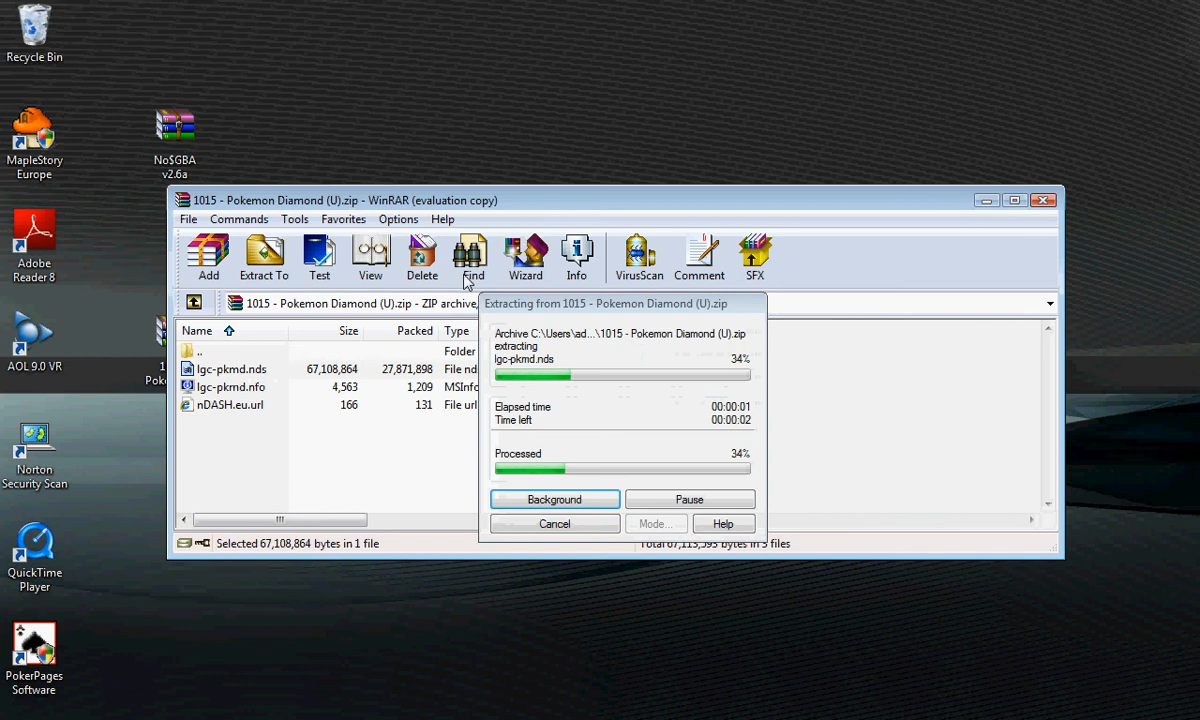 Recycle Bin
MapleStory
Europe
No$GBA
v2.6a
Adobe
Reader 8
AOL 9.0 VR
1
Poke
Norton
Security Scan
QuickTime
Player
PokerPages
Software
1015 - Pokemon Diamond (U).zip - WinRAR (evaluation copy)
File Commands Tools Favorites Options Help
Add Extract To Test View Delete Find Wizard Info VirusScan Comment SFX
1015 - Pokemon Diamond (U).zip - ZIP archive,
Name Size Packed Type
.. Folder
lgc-pkmd.nds 67,108,864 27,871,898 File nd
lgc-pkmd.nfo 4,563 1,209 MSInfo
nDASH.eu.url 166 131 File url
Selected 67,108,864 bytes in 1 file
Total 67,113,593 bytes in 3 files
Extracting from 1015 - Pokemon Diamond (U).zip
Archive C:\Users\ad...\1015 - Pokemon Diamond (U).zip
extracting
lgc-pkmd.nds 34%
Elapsed time 00:00:01
Time left 00:00:02
Processed 34%
Background Pause
Cancel Mode... Help